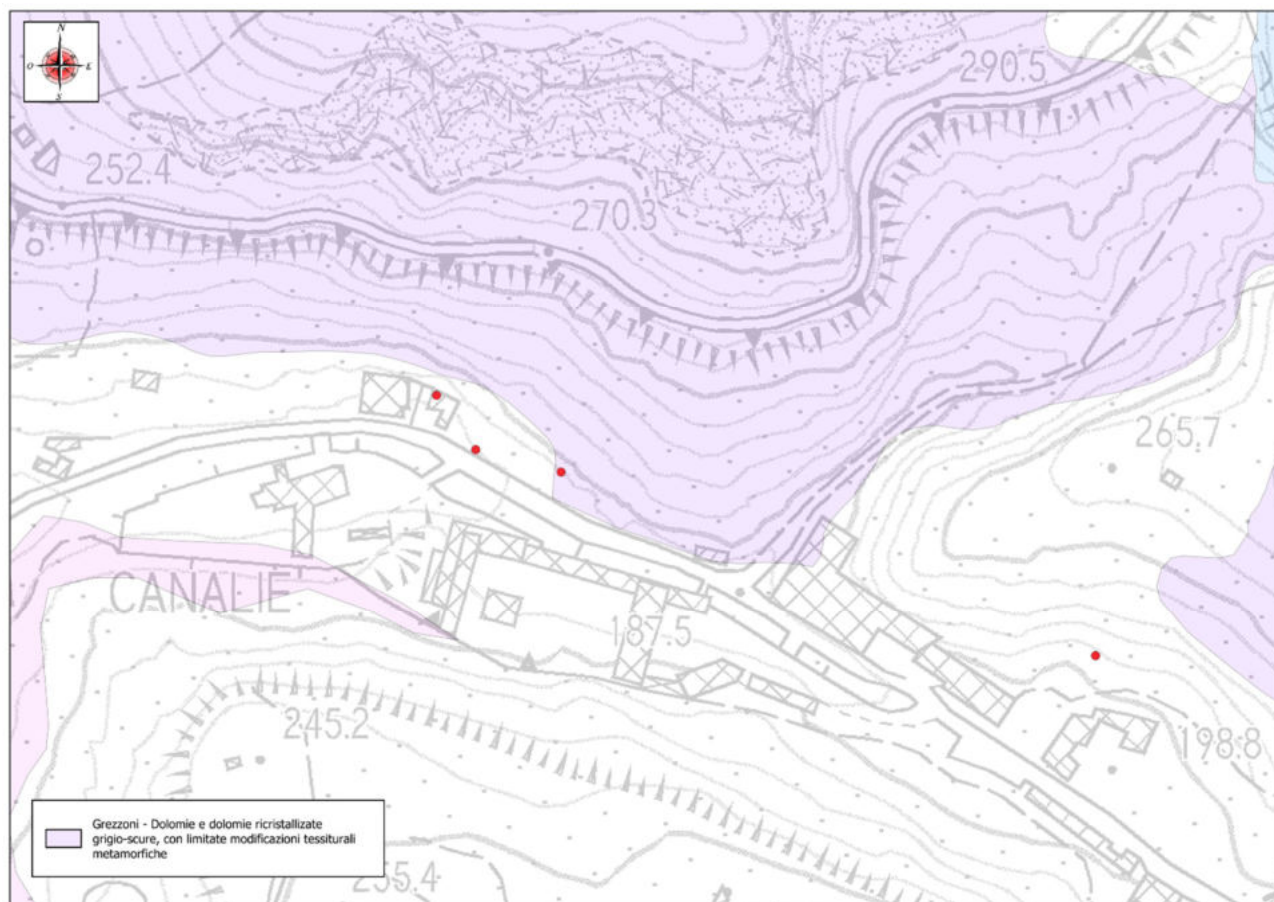 N
O E
S
290.5
252.4
270.3
265.7
CANALIE'
187.5
245.2
198.8
Grezzoni - Dolomie e dolomie ricristallizate
grigio-scure, con limitate modificazioni tessiturali
metamorfiche
255.4